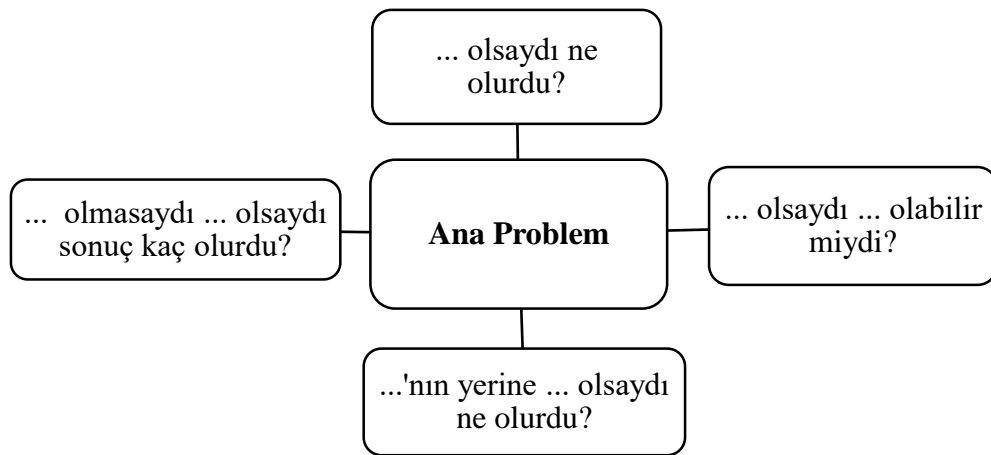 ... olsaydı ne
olurdu?
... olmasaydı ... olsaydı
sonuç kaç olurdu?
Ana Problem
... olsaydı ... olabilir
miydi?
...'nın yerine ... olsaydı
ne olurdu?